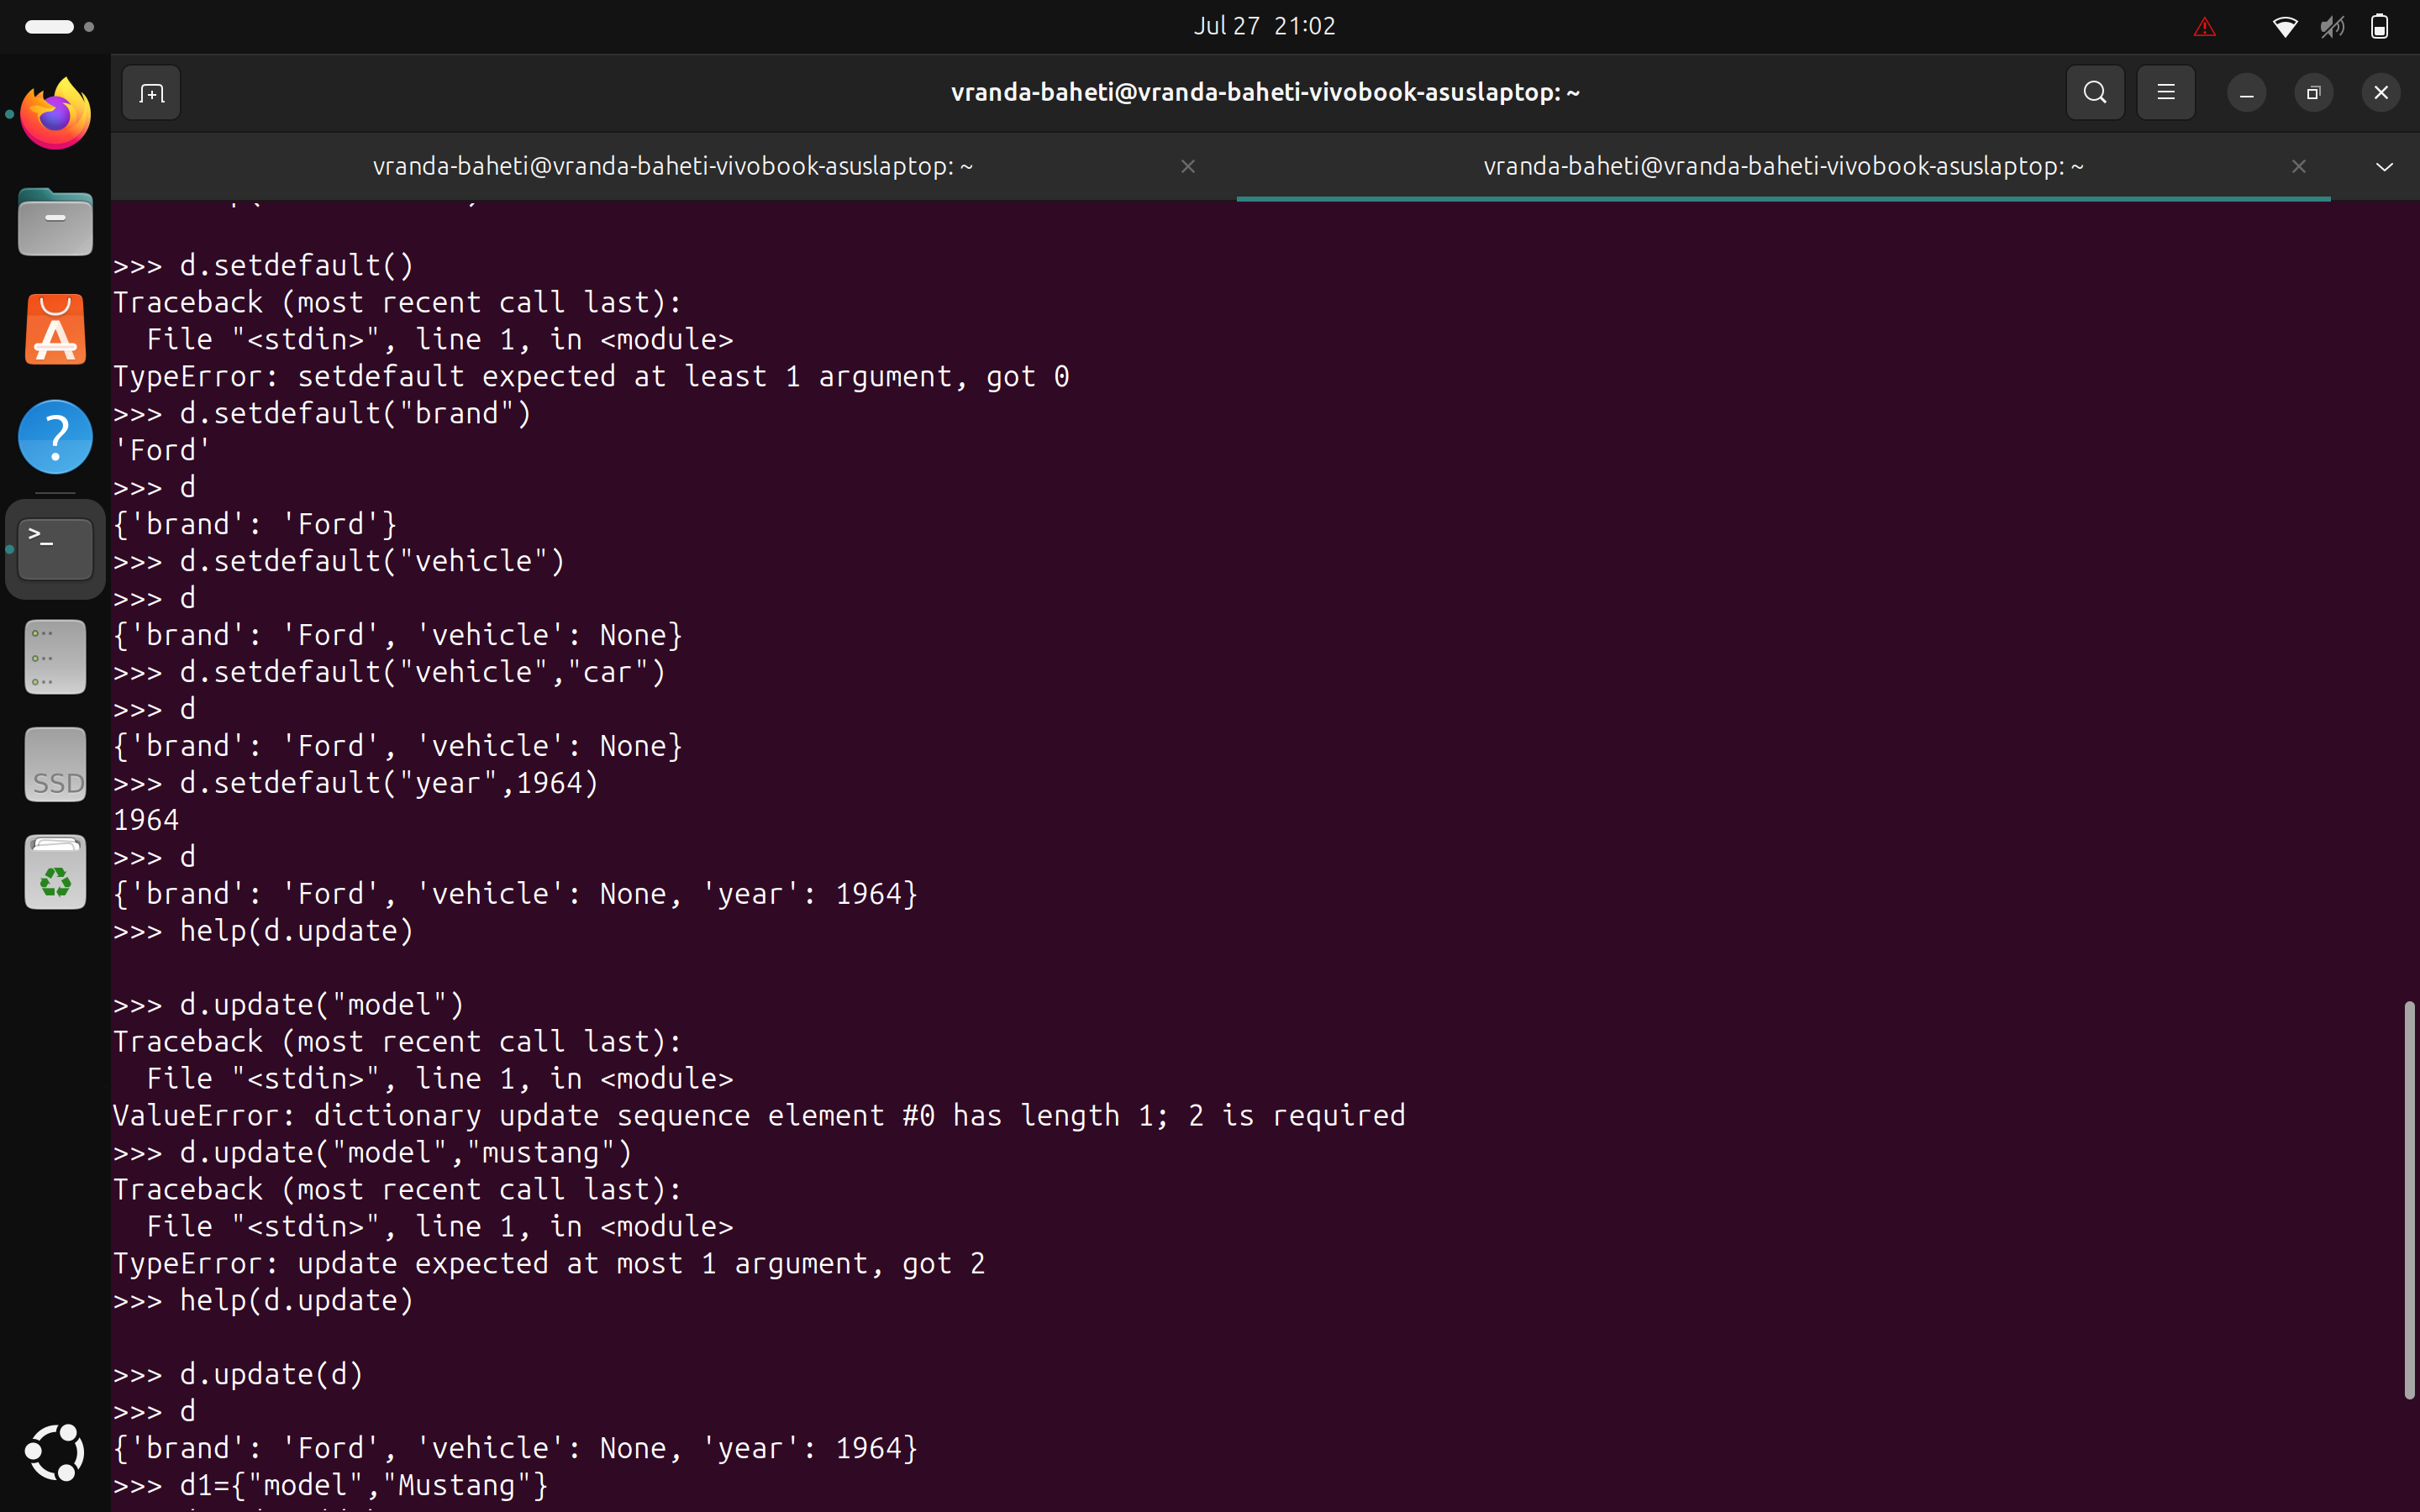 Jul 27 21:02
vranda-baheti@vranda-baheti-vivobook-asuslaptop: ~
vranda-baheti@vranda-baheti-vivobook-asuslaptop: ~
vranda-baheti@vranda-baheti-vivobook-asuslaptop: ~
>>> d.setdefault()
Traceback (most recent call last):
  File "<stdin>", line 1, in <module>
TypeError: setdefault expected at least 1 argument, got 0
>>> d.setdefault("brand")
'Ford'
>>> d
{'brand': 'Ford'}
>>> d.setdefault("vehicle")
>>> d
{'brand': 'Ford', 'vehicle': None}
>>> d.setdefault("vehicle","car")
>>> d
{'brand': 'Ford', 'vehicle': None}
>>> d.setdefault("year",1964)
1964
>>> d
{'brand': 'Ford', 'vehicle': None, 'year': 1964}
>>> help(d.update)

>>> d.update("model")
Traceback (most recent call last):
  File "<stdin>", line 1, in <module>
ValueError: dictionary update sequence element #0 has length 1; 2 is required
>>> d.update("model","mustang")
Traceback (most recent call last):
  File "<stdin>", line 1, in <module>
TypeError: update expected at most 1 argument, got 2
>>> help(d.update)

>>> d.update(d)
>>> d
{'brand': 'Ford', 'vehicle': None, 'year': 1964}
>>> d1={"model","Mustang"}
SSD